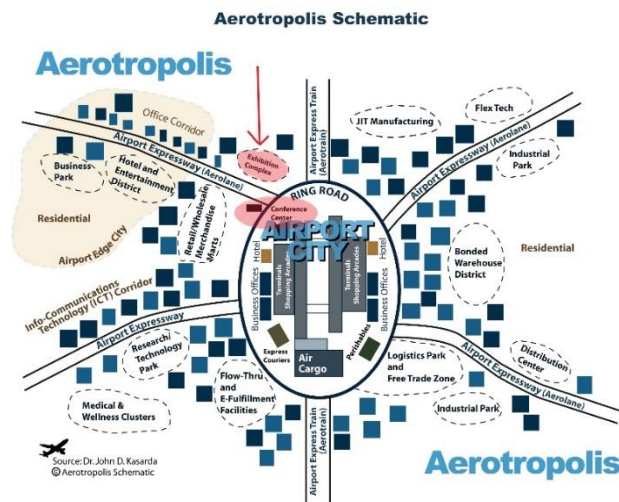 Aerotropolis Schematic
Aerotropolis
Office Corridor
Airport Expressway (Aerolane)
Business
Park
Hotel and
Entertainment
District
Residential
Airport Edge City
Retail/Wholesale
Merchandise
Marts
Exhibition
Complex
Airport Express Train
(Aerotrain)
JIT Manufacturing
Flex Tech
Airport Expressway (Aerolane)
Industrial
Park
RING ROAD
Conference
Center
AIRPORT
CITY
Hotel
Hotel
Terminals
Shopping Arcades
Terminals
Shopping Arcades
Business Offices
Business Offices
Bonded
Warehouse
District
Residential
Info-Communications
Technology (ICT) Corridor
Airport Expressway
Research/
Technology
Park
Express
Couriers
Perishables
Air
Cargo
Flow-Thru
and
E-Fulfillment
Facilities
Logistics Park
and
Free Trade Zone
Distribution
Center
Airport Expressway (Aerolane)
Medical &
Wellness Clusters
Industrial Park
Airport Express Train
(Aerotrain)
Source: Dr. John D. Kasarda
© Aerotropolis Schematic
Aerotropolis